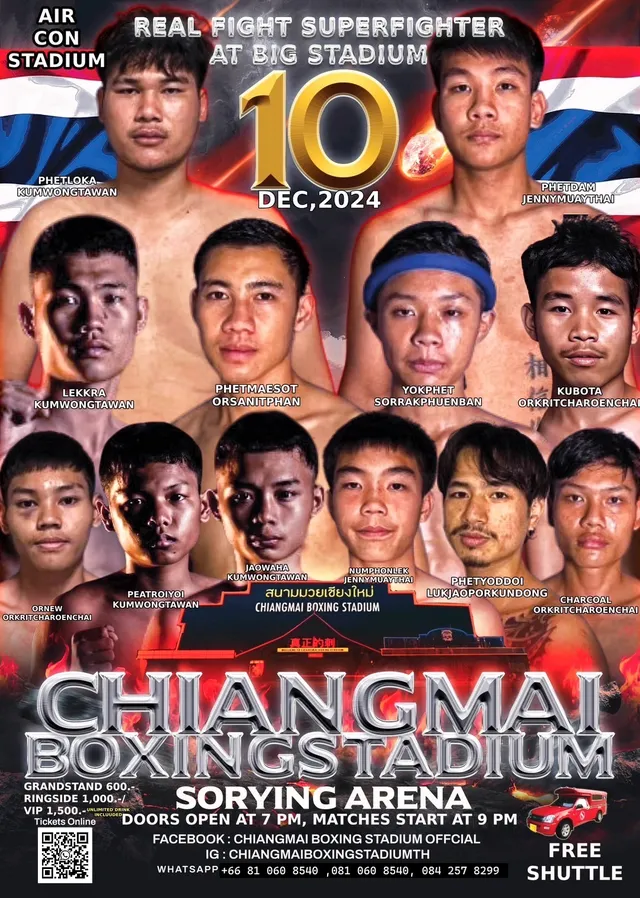 AIR
CON
STADIUM
REAL FIGHT SUPERFIGHTER
AT BIG STADIUM
10
DEC,2024
PHETLOKA
KUMWONGTAWAN
PHETDAM
JENNYMUAYTHAI
LEKKRA
KUMWONGTAWAN
PHETMAESOT
ORSANITPHAN
YOKPHET
SORRAKPHUENBAN
KUBOTA
ORKRITCHAROENCHAI
ORNEW
ORKRITCHAROENCHAI
PEATROIYOI
KUMWONGTAWAN
JAOWAHA
KUMWONGTAWAN
NUMPHONLEK
JENNYMUAYTHAI
PHETYODDOI
LUKJAOPORKUNDONG
CHARCOAL
ORKRITCHAROENCHAI
สนามมวยเชียงใหม่
CHIANGMAI BOXING STADIUM
CHIANGMAI
BOXINGSTADIUM
SORYING ARENA
DOORS OPEN AT 7 PM, MATCHES START AT 9 PM
GRANDSTAND 600.-
RINGSIDE 1,000.-/
VIP 1,500.- UNLIMITED DRINK
INCLUUDED
Tickets Online
FACEBOOK : CHIANGMAI BOXING STADIUM OFFCIAL
IG : CHIANGMAIBOXINGSTADIUMTH
WHATSAPP +66 81 060 8540 ,081 060 8540, 084 257 8299
FREE
SHUTTLE